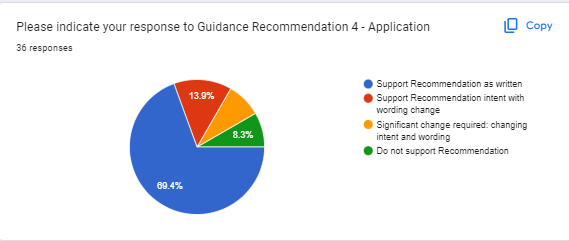 Please indicate your response to Guidance Recommendation 4 - Application
Copy
36 responses
Support Recommendation as written
Support Recommendation intent with
wording change
Significant change required: changing
intent and wording
Do not support Recommendation
13.9%
8.3%
69.4%